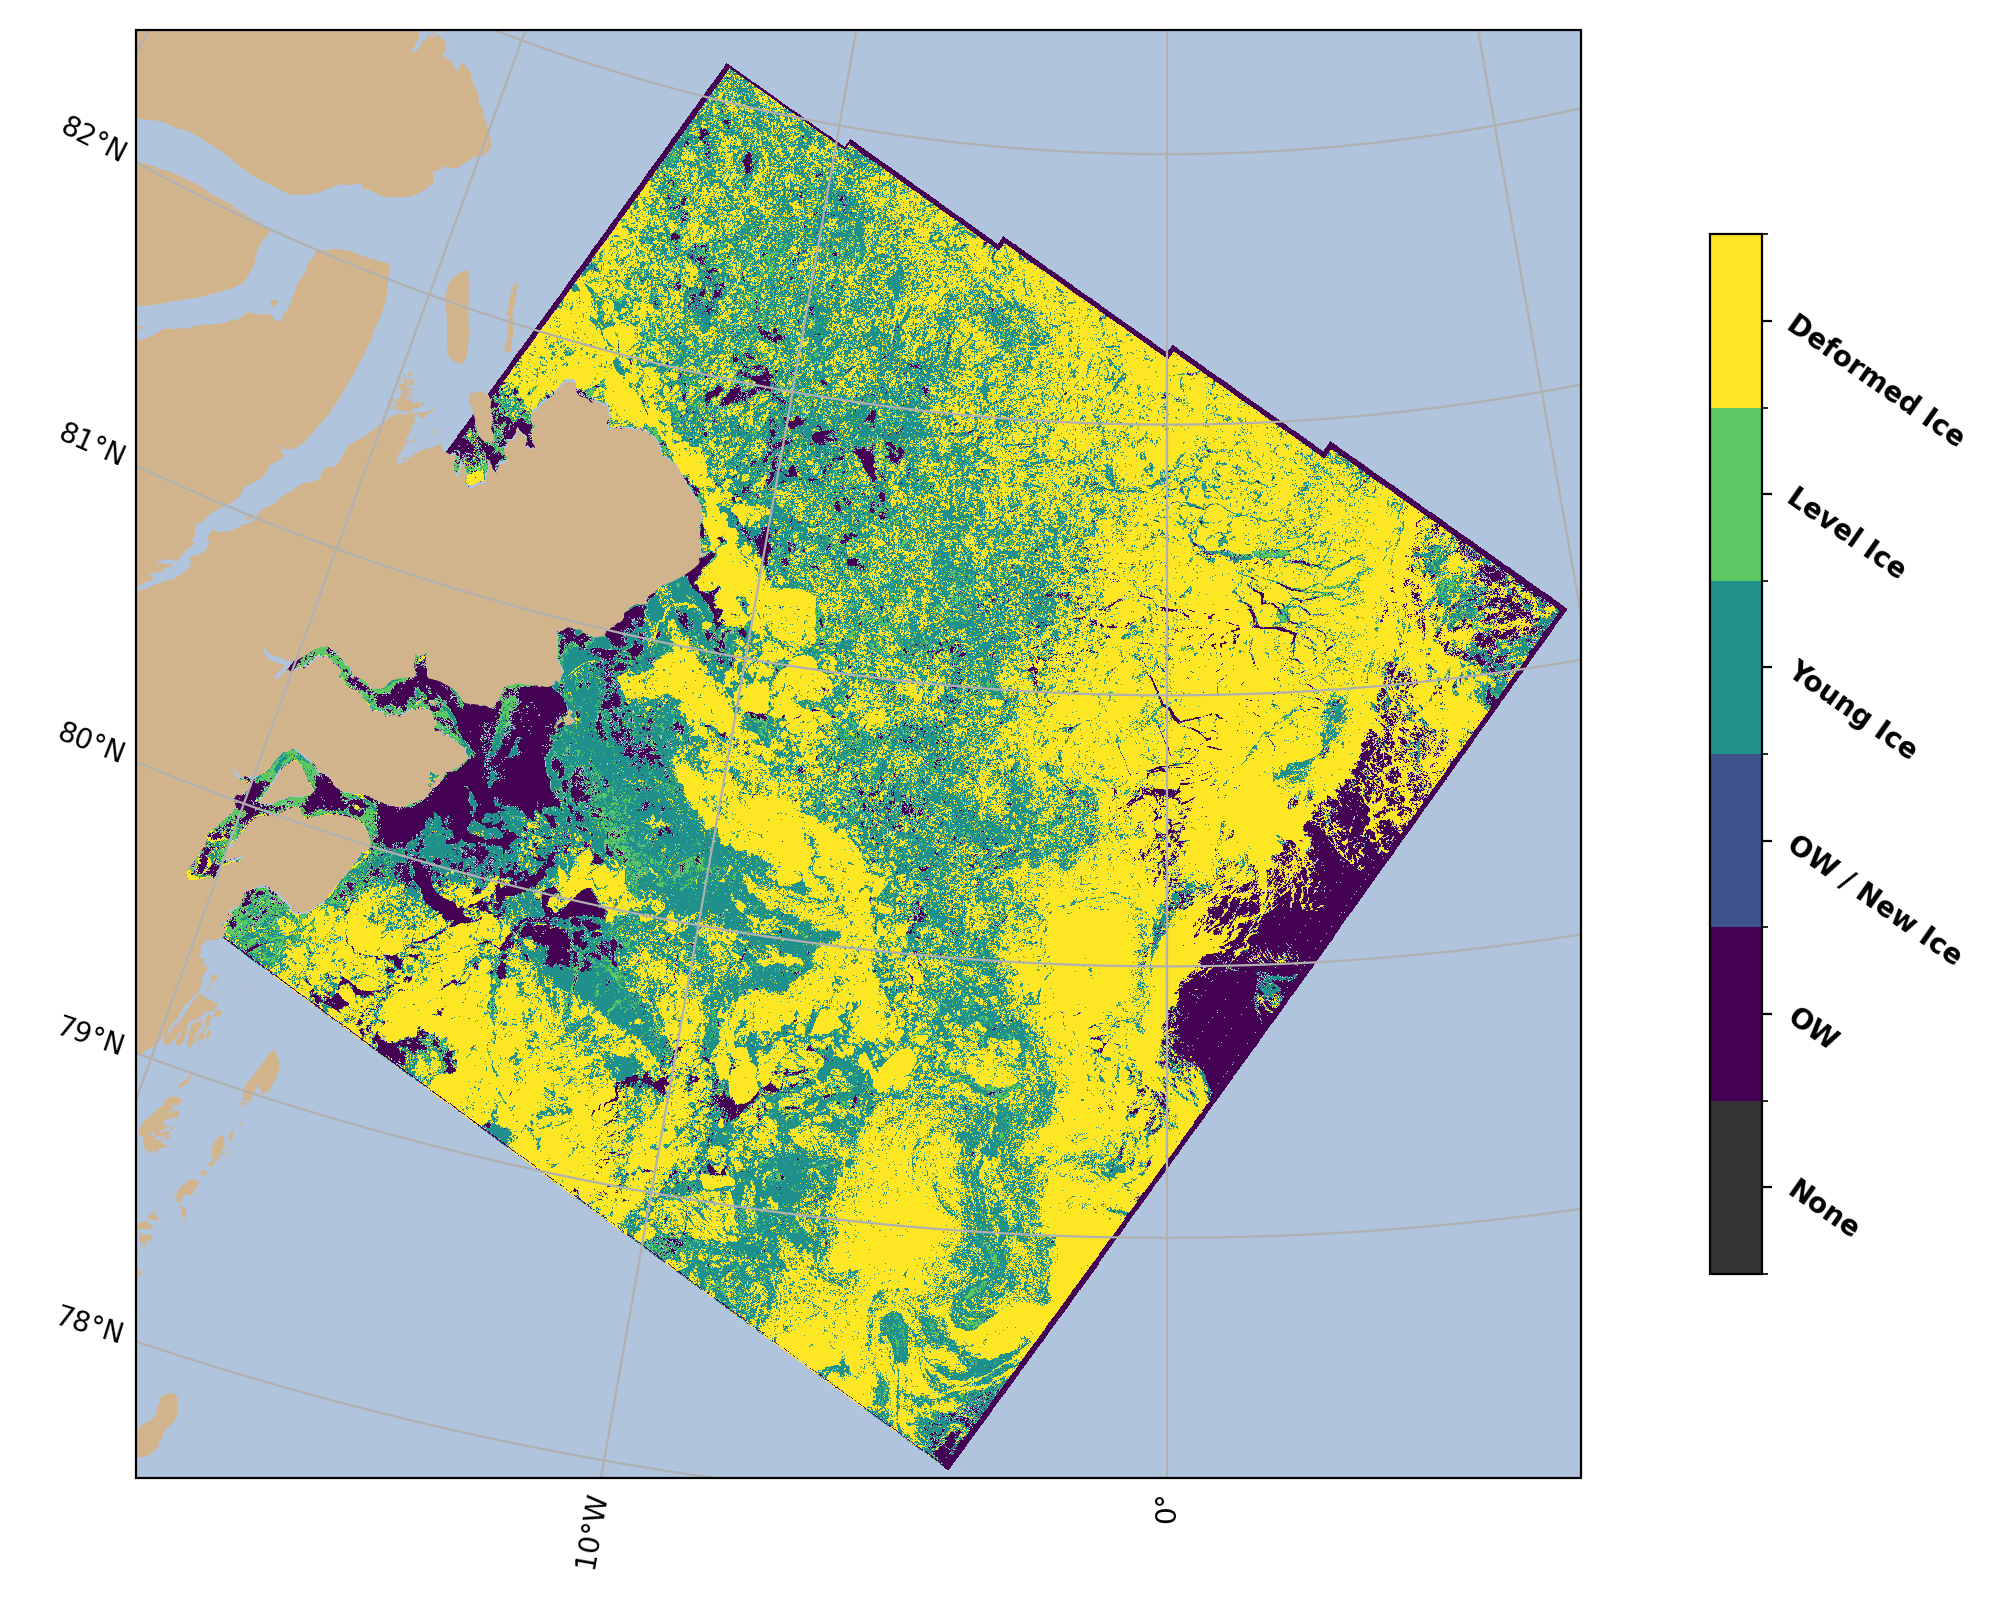 82°N
81°N
80°N
79°N
78°N
10°W
0°
Deformed Ice
Level Ice
Young Ice
OW / New Ice
OW
None